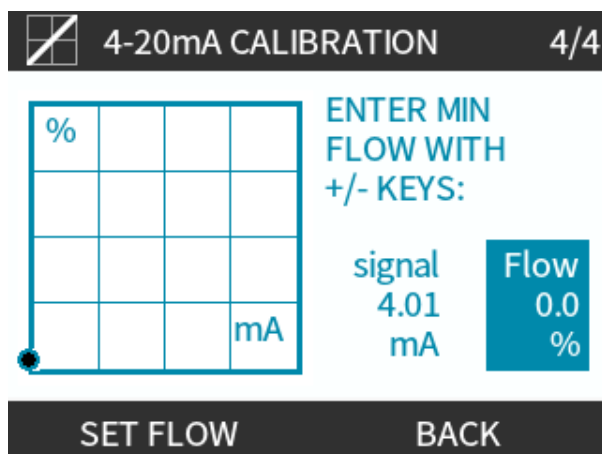 4-20mA CALIBRATION 4/4
%
mA
ENTER MIN
FLOW WITH
+/- KEYS:
signal
4.01
mA
Flow
0.0
%
SET FLOW
BACK